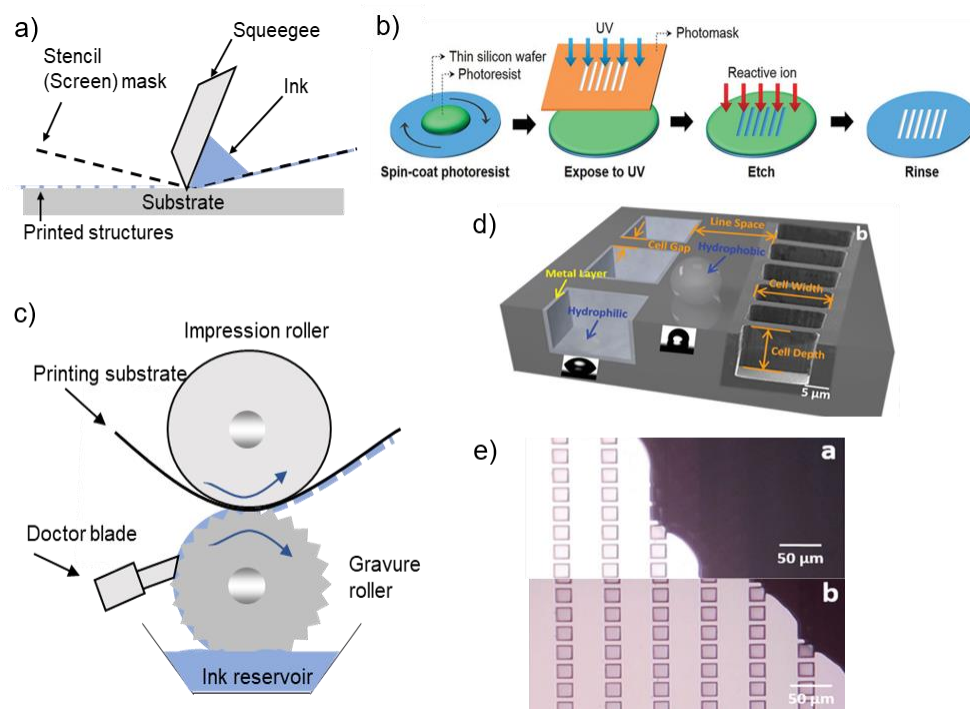 a)
Squeegee
Stencil
(Screen) mask
Ink
Substrate
Printed structures
b)
UV
Photomask
Thin silicon wafer
Photoresist
Reactive ion
Spin-coat photoresist
Expose to UV
Etch
Rinse
c)
Impression roller
Printing substrate
Doctor blade
Gravure
roller
Ink reservoir
d)
b
Line Space
Cell Gap
Hydrophobic
Metal Layer
Hydrophilic
Cell Width
Cell Depth
5 µm
e)
a
50 µm
b
50 µm